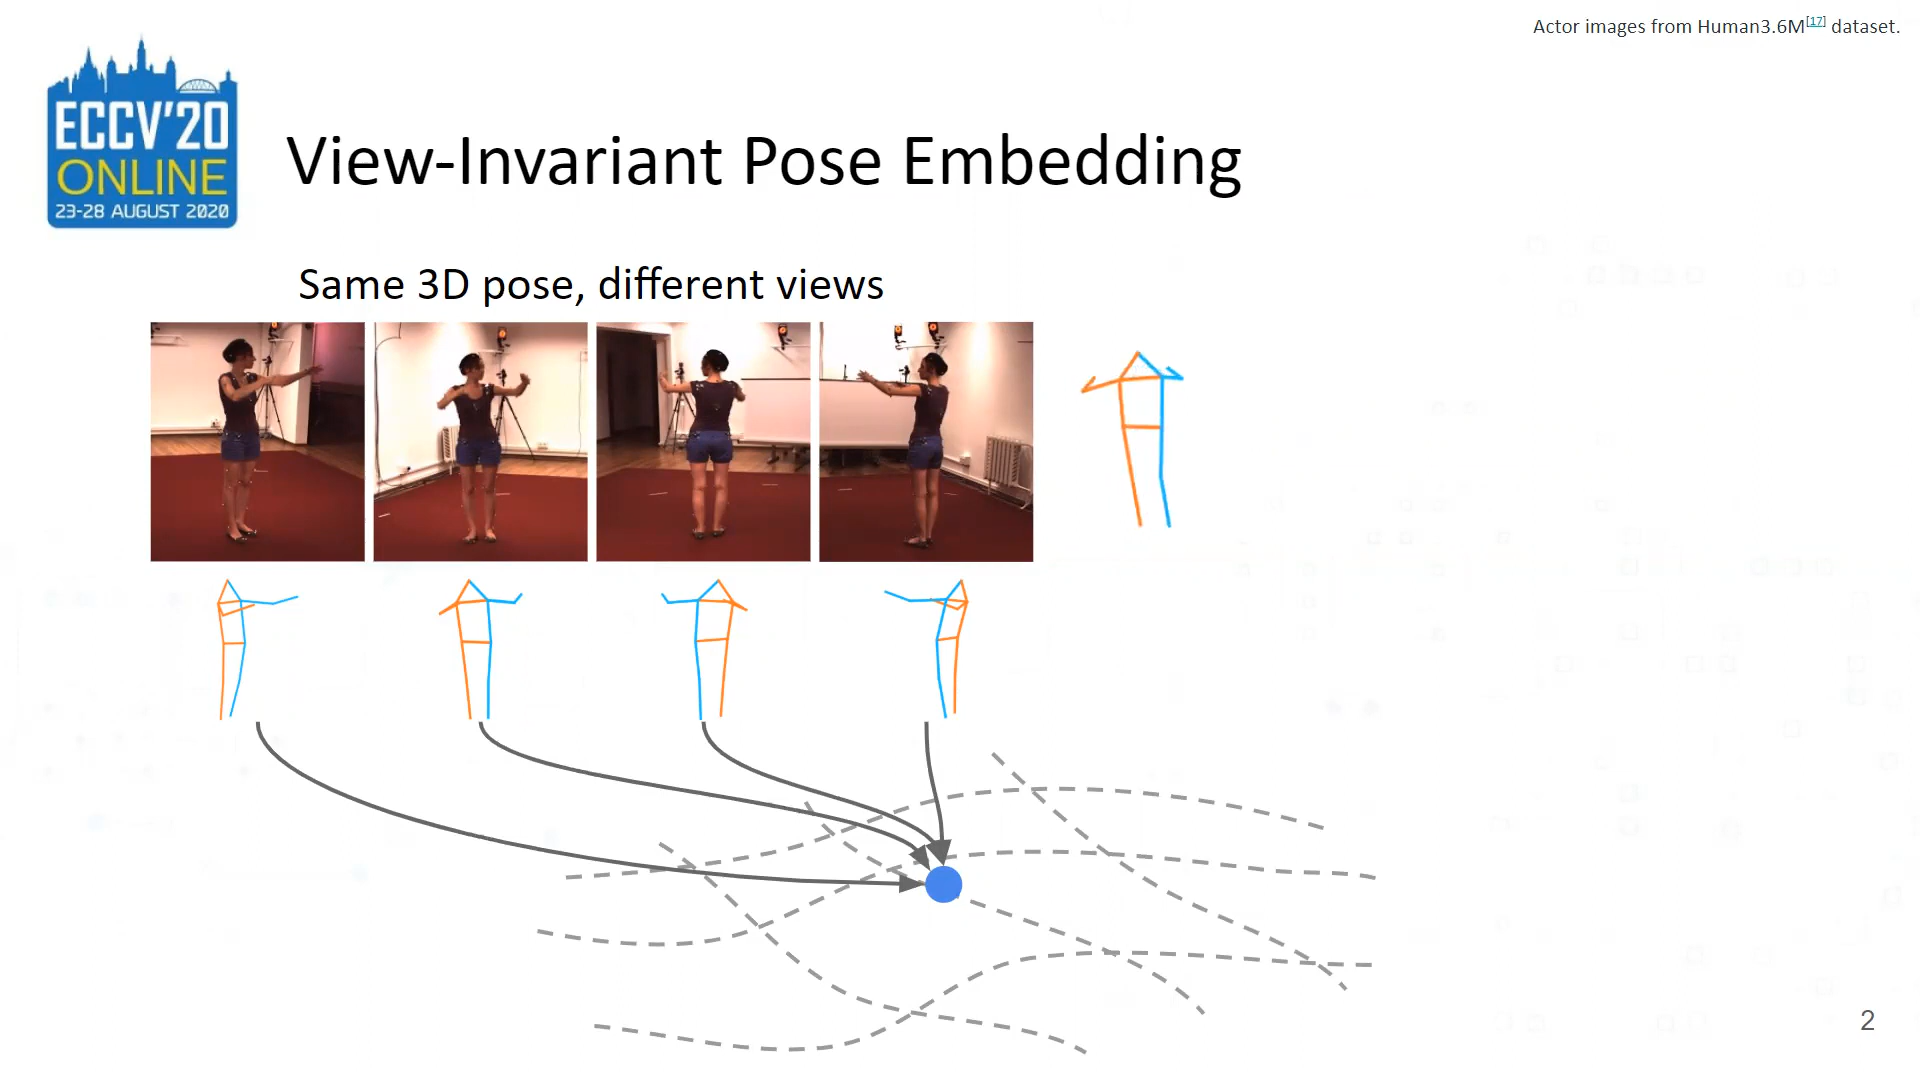 Actor images from Human3.6M[17] dataset.
ECCV'20
ONLINE
23-28 AUGUST 2020
View-Invariant Pose Embedding
Same 3D pose, different views
2